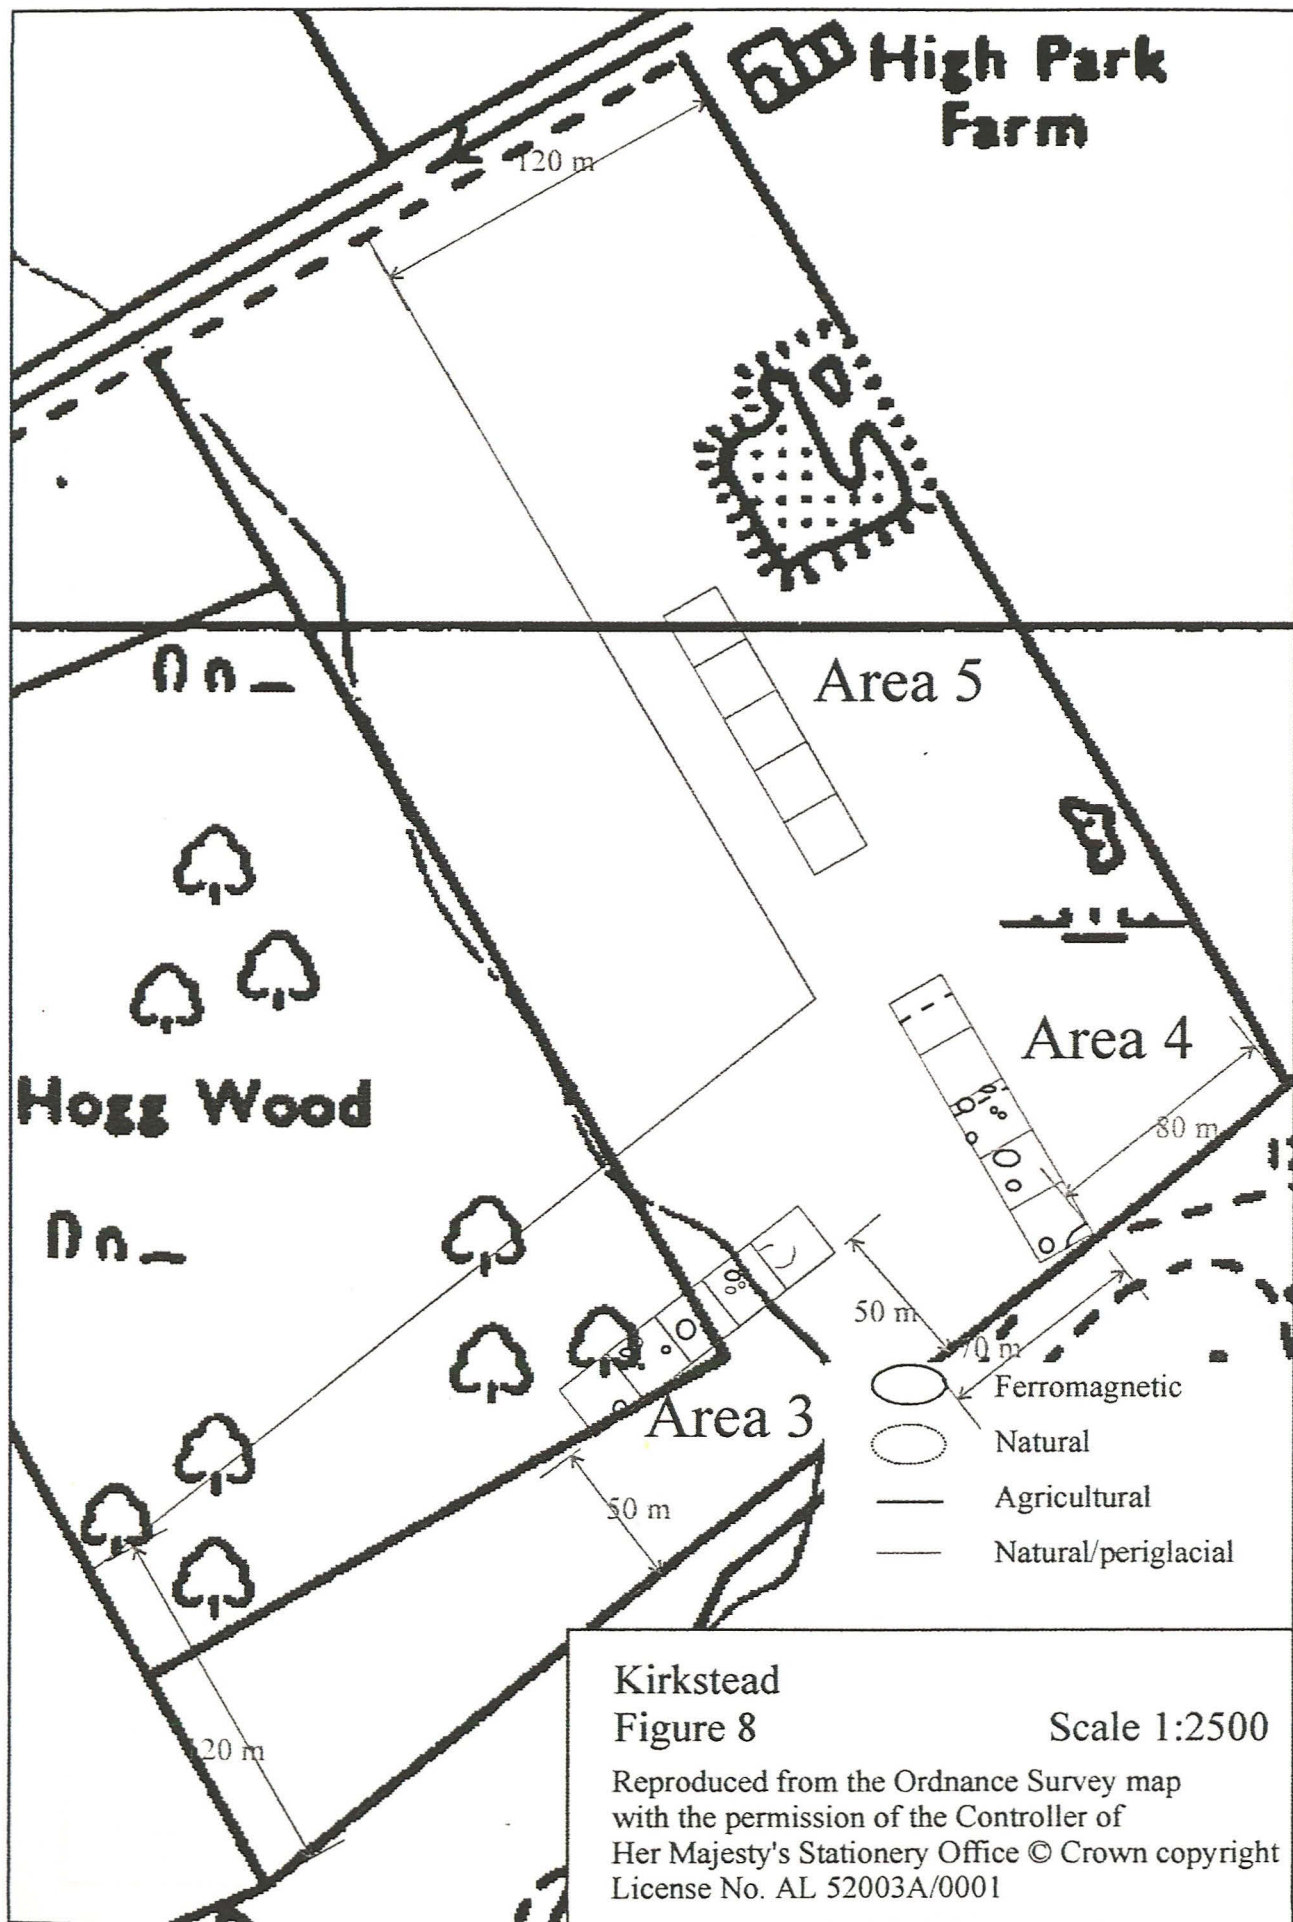 High Park
Farm
120 m
Area 5
Area 4
Hogg Wood
80 m
50 m
70 m
Ferromagnetic
Area 3
Natural
Agricultural
50 m
Natural/periglacial
Kirkstead
Figure 8
Scale 1:2500
120 m
Reproduced from the Ordnance Survey map
with the permission of the Controller of
Her Majesty's Stationery Office © Crown copyright
License No. AL 52003A/0001